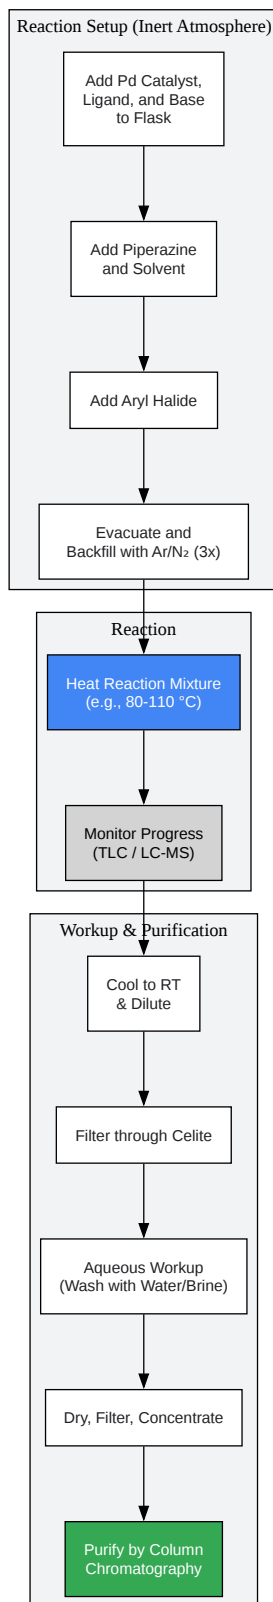 Reaction Setup (Inert Atmosphere)
Add Pd Catalyst,
Ligand, and Base
to Flask
Add Piperazine
and Solvent
Add Aryl Halide
Evacuate and
Backfill with Ar/N₂ (3x)
Reaction
Heat Reaction Mixture
(e.g., 80-110 °C)
Monitor Progress
(TLC / LC-MS)
Workup & Purification
Cool to RT
& Dilute
Filter through Celite
Aqueous Workup
(Wash with Water/Brine)
Dry, Filter, Concentrate
Purify by Column
Chromatography